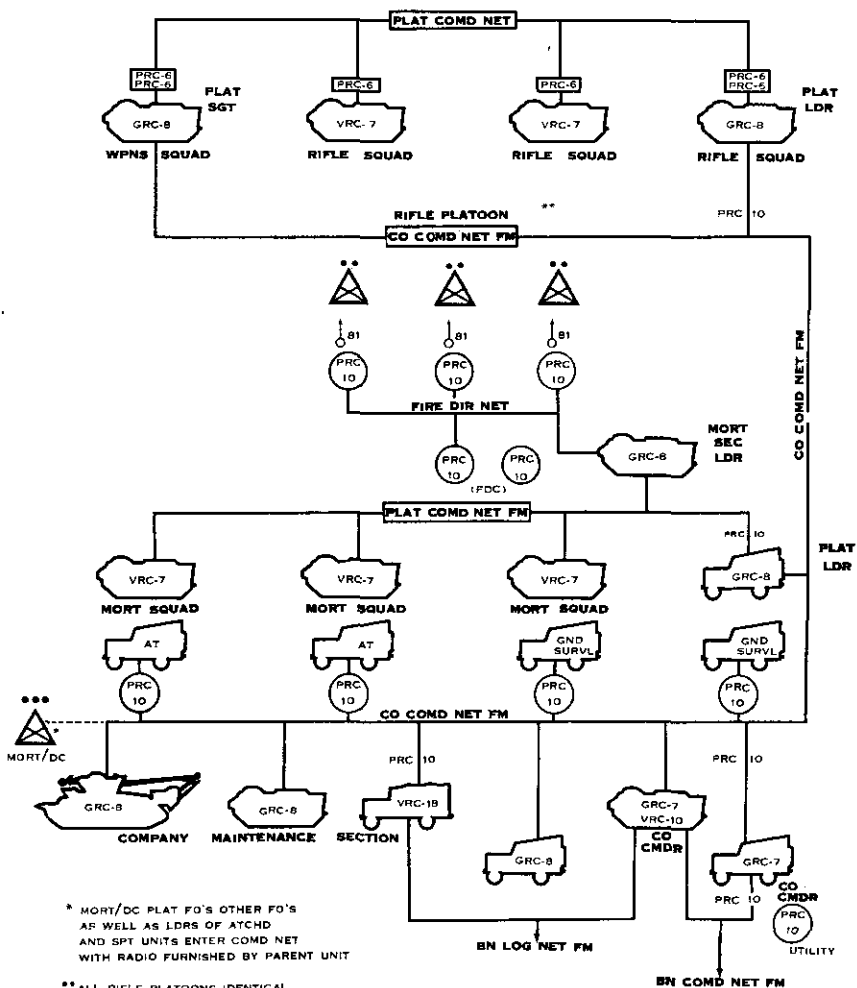 PLAT COMD NET
PRC-6
PRC-6
PLAT
SGT
PRC-6
PRC-6
PRC-6
PRC-6
PLAT
LDR
GRC-8
VRC-7
VRC-7
GRC-8
WPNS SQUAD
RIFLE SQUAD
RIFLE SQUAD
RIFLE SQUAD
RIFLE PLATOON **
PRC 10
CO COMD NET FM
CO COMD NET FM
81
81
81
PRC
10
PRC
10
PRC
10
FIRE DIR NET
MORT
SEC
LDR
GRC-8
PRC
10
PRC
10
(FDC)
PLAT COMD NET FM
PRC 10
PLAT
LDR
VRC-7
VRC-7
VRC-7
GRC-8
MORT SQUAD
MORT SQUAD
MORT SQUAD
AT
AT
GND
SURVL
GND
SURVL
PRC
10
PRC
10
PRC
10
PRC
10
CO COMD NET FM
*
MORT/DC
PRC 10
PRC 10
GRC-8
GRC-8
VRC-18
GRC-7
VRC-10
COMPANY MAINTENANCE SECTION
CO
CMDR
GRC-8
GRC-7
PRC 10
CO
CMDR
PRC
10
UTILITY
* MORT/DC PLAT FO'S OTHER FO'S
AS WELL AS LDRS OF ATCHD
AND SPT UNITS ENTER COMD NET
WITH RADIO FURNISHED BY PARENT UNIT
BN LOG NET FM
** ALL RIFLE PLATOONS IDENTICAL
BN COMD NET FM